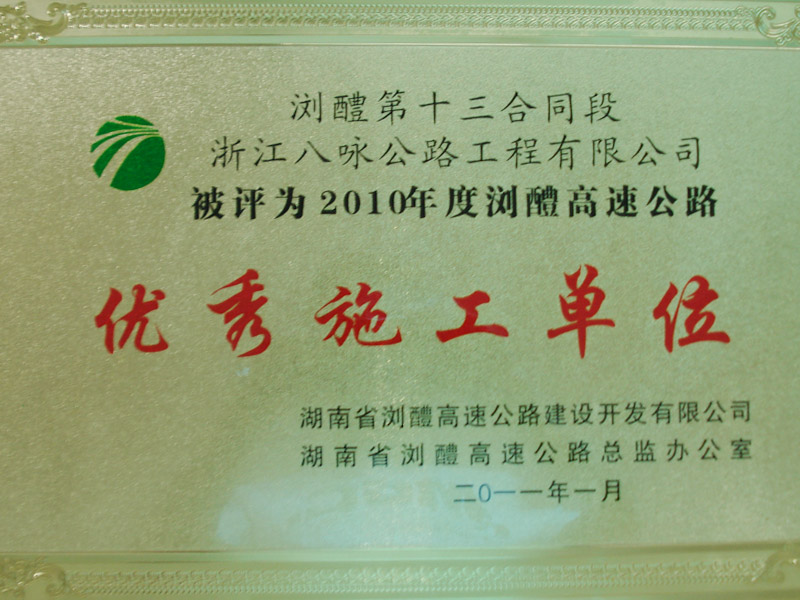 浏醴第十三合同段
浙江八咏公路工程有限公司
被评为2010年度浏醴高速公路
优秀施工单位
湖南省浏醴高速公路建设开发有限公司
湖南省浏醴高速公路总监办公室
二〇一一年一月